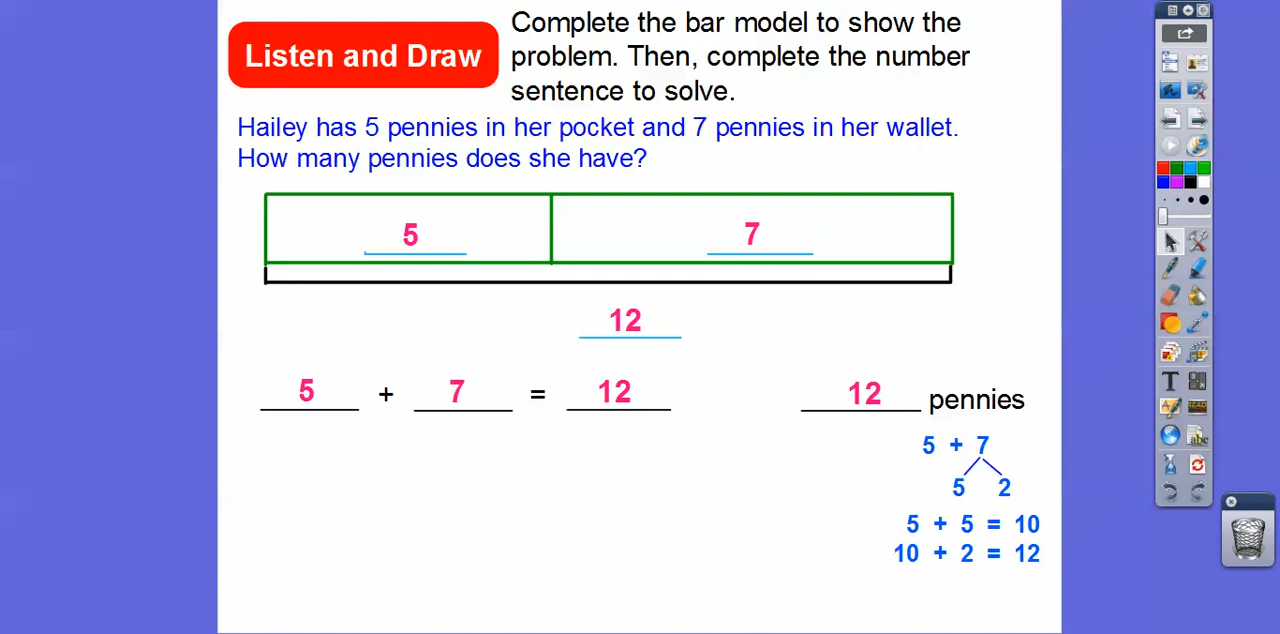 Listen and Draw
Complete the bar model to show the
problem. Then, complete the number
sentence to solve.
Hailey has 5 pennies in her pocket and 7 pennies in her wallet.
How many pennies does she have?
5 7
12
5 + 7 = 12 12 pennies
5 + 7
5 2
5 + 5 = 10
10 + 2 = 12